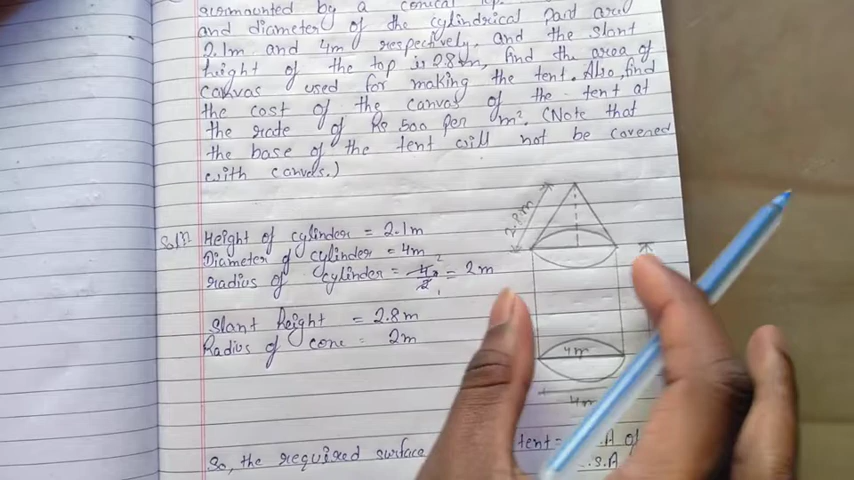 surmounted by a conical
and diameter of the cylindrical part are
2.1m and 4m respectively, and the slant
height of the top is 2.8m, find the area of
canvas used for making the tent. Also, find
the cost of the canvas of the tent at
the rate of Rs 500 per m². (Note that
the base of the tent will not be covered
with canvas.)
Solⁿ Height of cylinder = 2.1m
Diameter of cylinder = 4m
radius of cylinder = 4/2 = 2m
Slant height = 2.8m
Radius of cone = 2m
2.8m
4m
4m
So, the required surface tent = S.A of
S.A